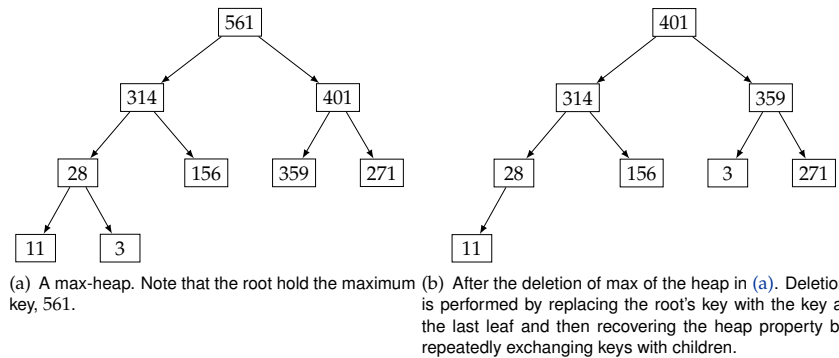 561
401
314
401
314
359
28
156
359
271
28
156
3
271
11
3
11
(a) A max-heap. Note that the root hold the maximum
key, 561.
(b) After the deletion of max of the heap in (a). Deletio
is performed by replacing the root's key with the key a
the last leaf and then recovering the heap property b
repeatedly exchanging keys with children.